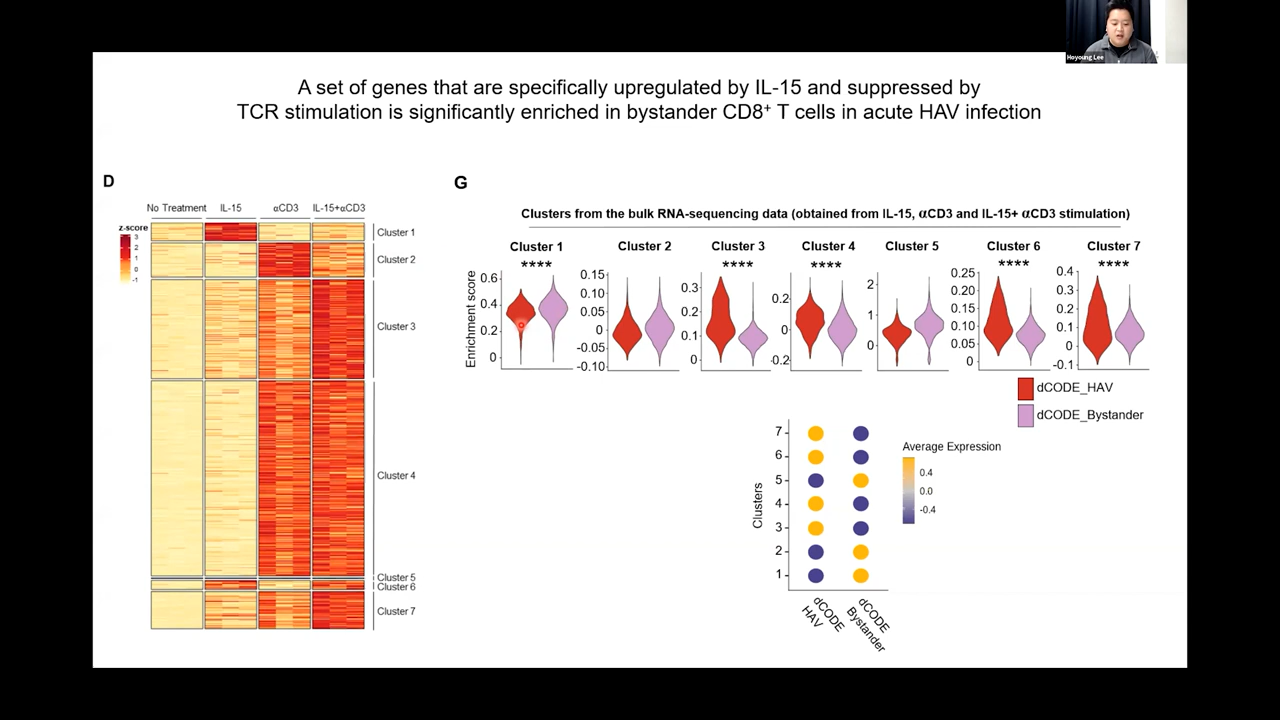 Hoyoung Lee
A set of genes that are specifically upregulated by IL-15 and suppressed by
TCR stimulation is significantly enriched in bystander CD8⁺ T cells in acute HAV infection
D
No Treatment IL-15 αCD3 IL-15+αCD3
z-score
3
2
1
0
-1
Cluster 1
Cluster 2
Cluster 3
Cluster 4
Cluster 5
Cluster 6
Cluster 7
G
Clusters from the bulk RNA-sequencing data (obtained from IL-15, αCD3 and IL-15+ αCD3 stimulation)
Cluster 1 Cluster 2 Cluster 3 Cluster 4 Cluster 5 Cluster 6 Cluster 7
**** **** **** **** ****
Enrichment score
0.6
0.4
0.2
0
0.15
0.10
0.05
0
-0.05
-0.10
0.3
0.2
0.1
0
0.2
0
-0.2
2
1
0
0.25
0.20
0.15
0.10
0.05
0
0.4
0.3
0.2
0.1
0
-0.1
dCODE_HAV
dCODE_Bystander
Clusters
7
6
5
4
3
2
1
dCODE
HAV
dCODE
Bystander
Average Expression
0.4
0.0
-0.4